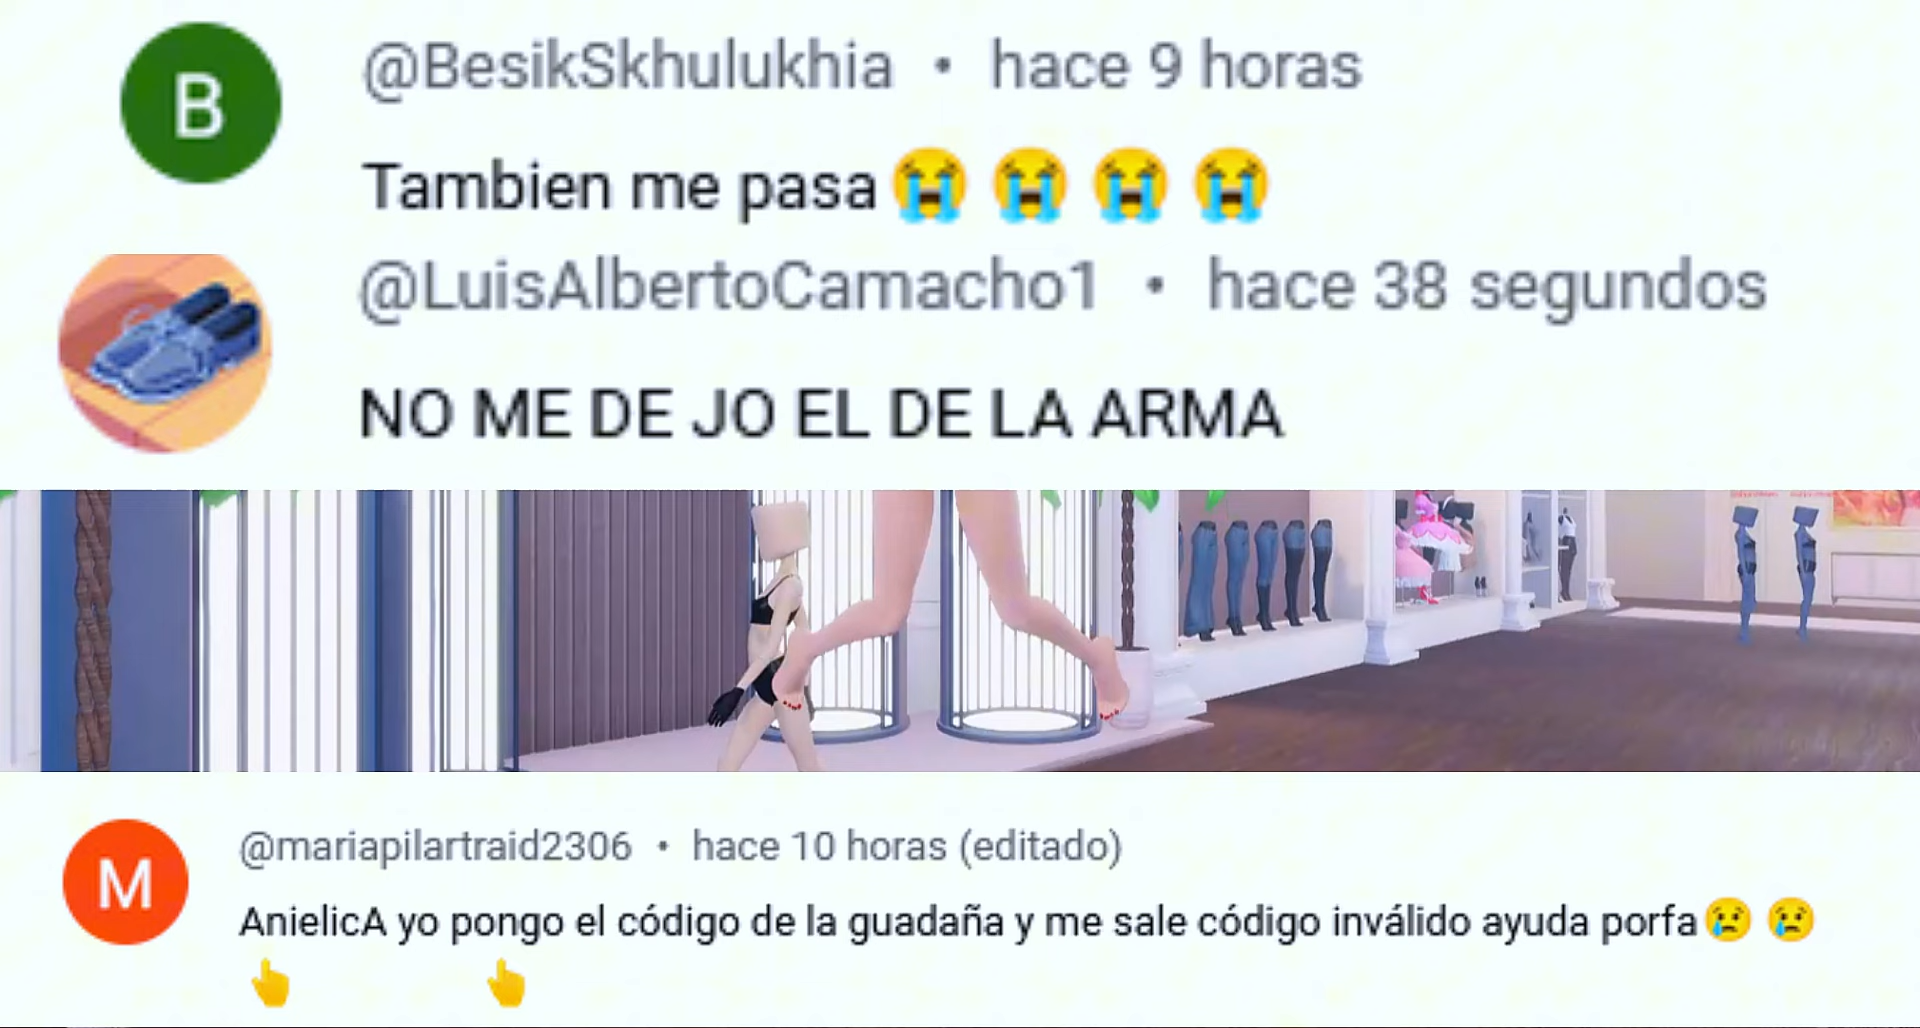 B
@BesikSkhulukhia • hace 9 horas
Tambien me pasa😭 😭 😭 😭
@LuisAlbertoCamacho1 • hace 38 segundos
NO ME DE JO EL DE LA ARMA
M
@mariapilartraid2306 • hace 10 horas (editado)
AnielicA yo pongo el código de la guadaña y me sale código inválido ayuda porfa😢 😢
👆 👆